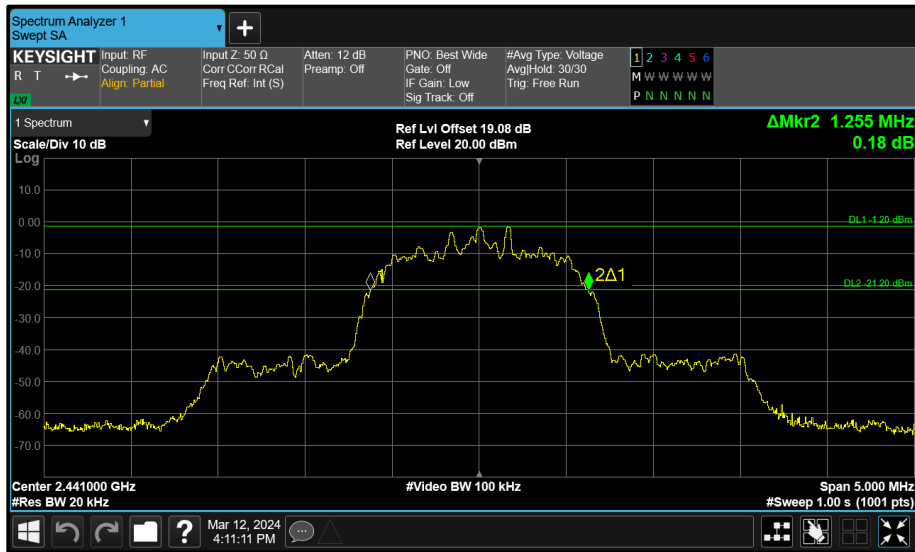 Spectrum Analyzer 1
Swept SA
+
KEYSIGHT
R T
LXI
Input: RF
Coupling: AC
Align: Partial
Input Z: 50 Ω
Corr CCorr RCal
Freq Ref: Int (S)
Atten: 12 dB
Preamp: Off
PNO: Best Wide
Gate: Off
IF Gain: Low
Sig Track: Off
#Avg Type: Voltage
Avg|Hold: 30/30
Trig: Free Run
1 2 3 4 5 6
M W W W W W
P N N N N N
1 Spectrum
Scale/Div 10 dB
Ref Lvl Offset 19.08 dB
Ref Level 20.00 dBm
ΔMkr2 1.255 MHz
0.18 dB
Log
10.0
0.00
DL1 -1.20 dBm
-10.0
2Δ1
-20.0
DL2 -21.20 dBm
-30.0
-40.0
-50.0
-60.0
-70.0
Center 2.441000 GHz
#Video BW 100 kHz
Span 5.000 MHz
#Res BW 20 kHz
#Sweep 1.00 s (1001 pts)
?
Mar 12, 2024
4:11:11 PM